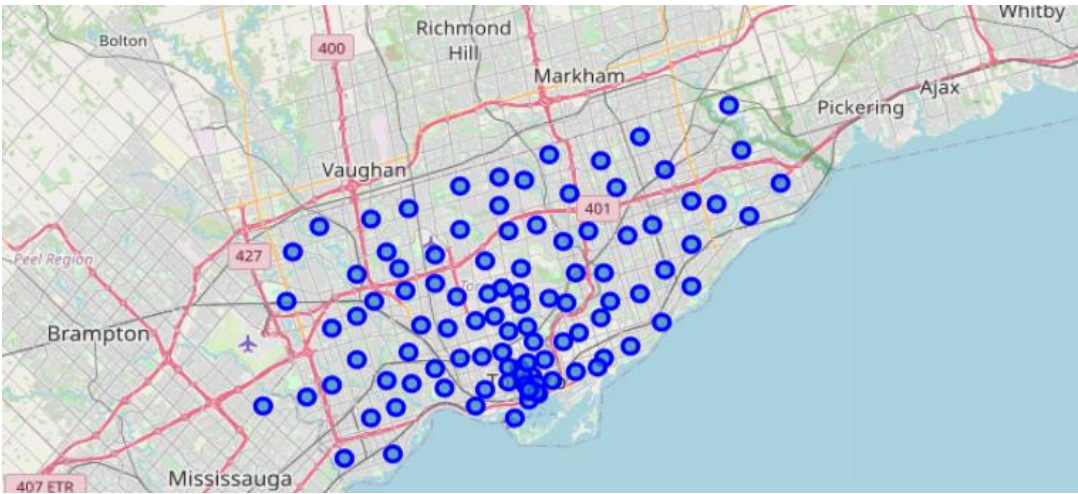 Whitby
Bolton
400
Richmond
Hill
Markham
Ajax
Pickering
Vaughan
401
427
Peel Region
Brampton
Mississauga
407 ETR